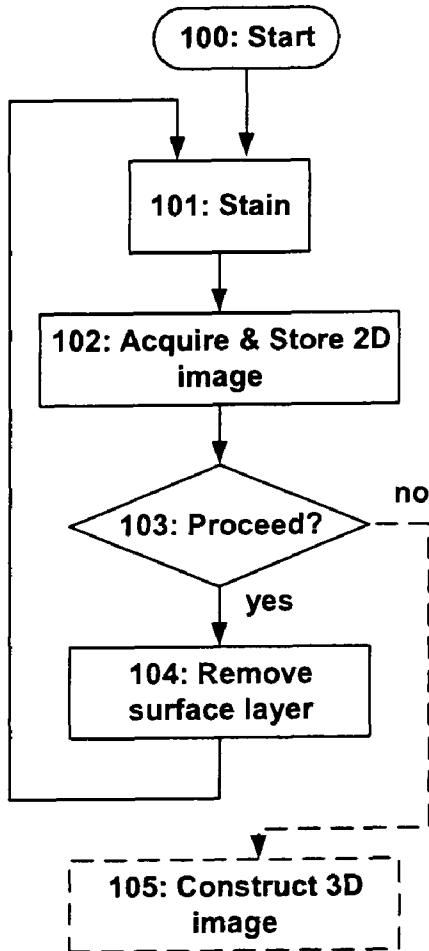 100: Start
101: Stain
102: Acquire & Store 2D
image
103: Proceed?
no
yes
104: Remove
surface layer
105: Construct 3D
image